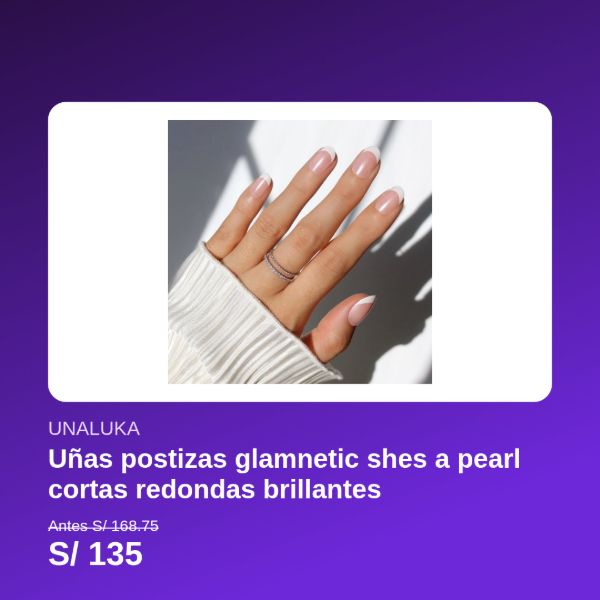 UNALUKA
Uñas postizas glamnetic shes a pearl
cortas redondas brillantes
Antes S/ 168.75
S/ 135